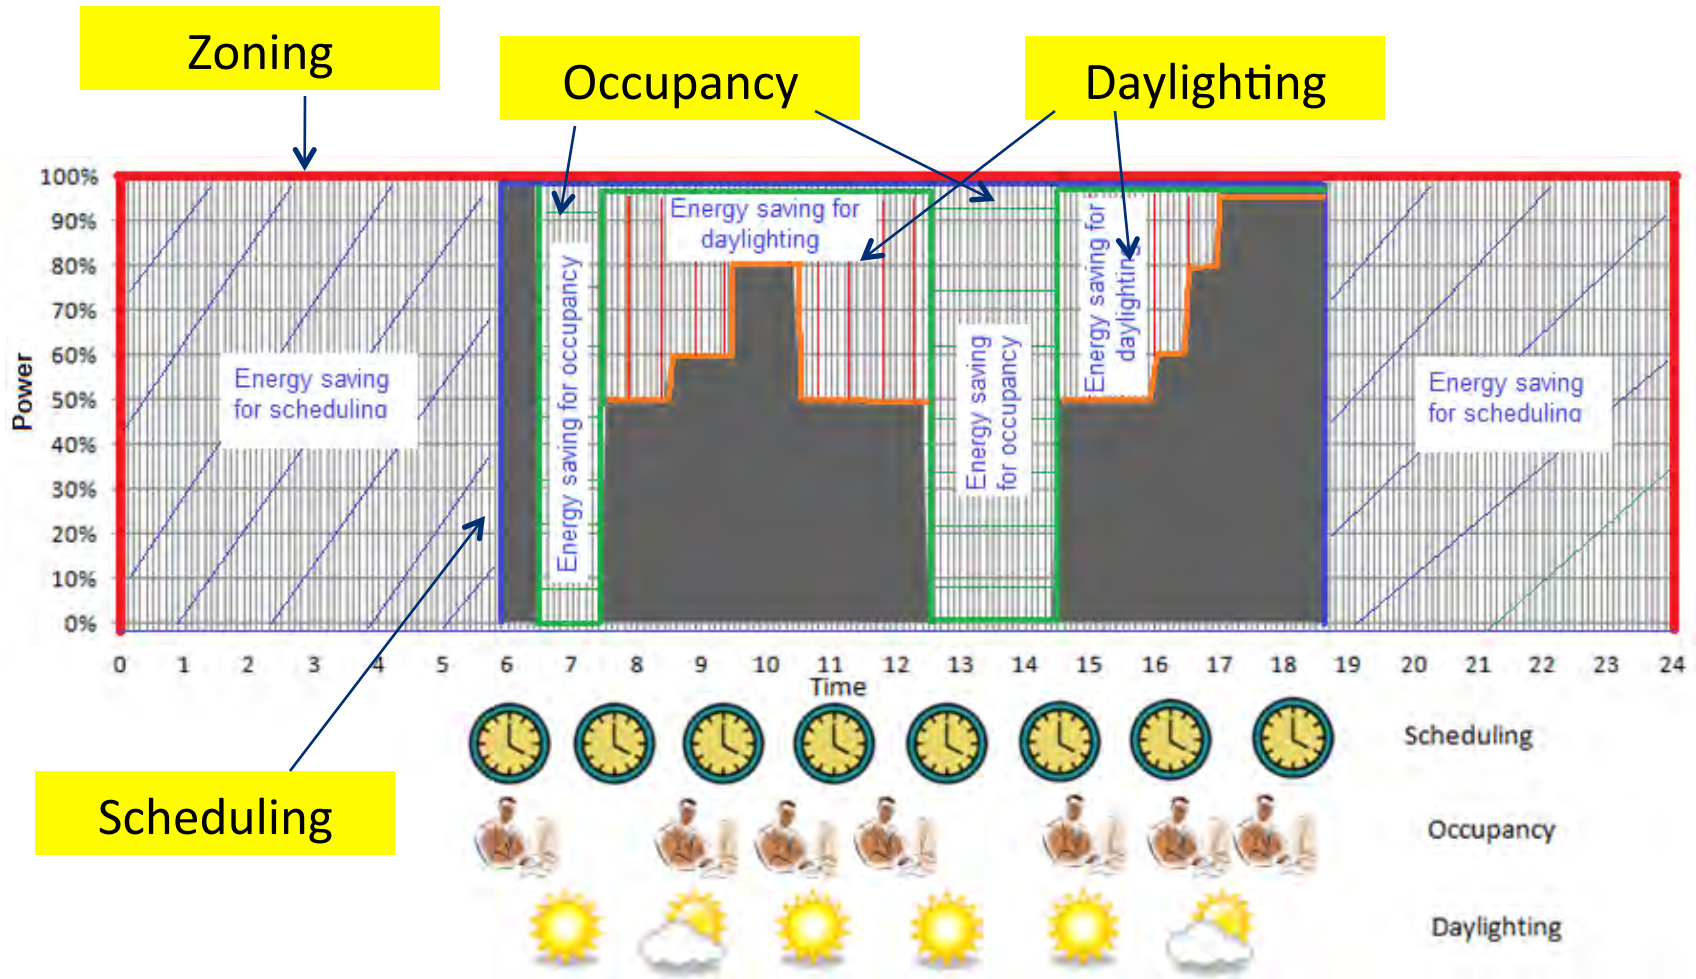 Zoning
Occupancy
Daylighting
100%
90%
80%
70%
60%
50%
40%
30%
20%
10%
0%
Power
Energy saving
for scheduling
Energy saving for occupancy
Energy saving for
daylighting
Energy saving
for occupancy
Energy saving for
daylighting
Energy saving
for scheduling
0 1 2 3 4 5 6 7 8 9 10 11 12 13 14 15 16 17 18 19 20 21 22 23 24
Time
Scheduling
Scheduling
Occupancy
Daylighting